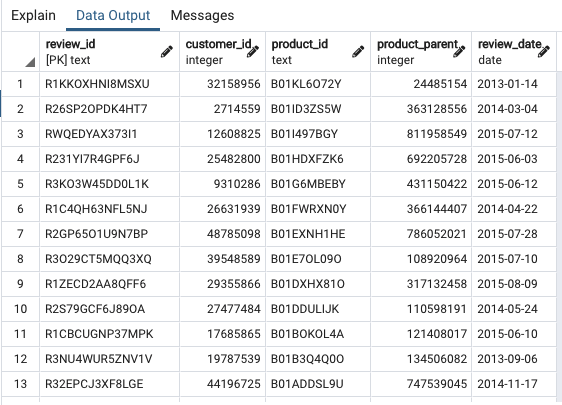 Explain Data Output Messages
review_id customer_id product_id product_parent review_date
[PK] text integer text integer date
1 R1KKOXHNI8MSXU 32158956 B01KL6O72Y 24485154 2013-01-14
2 R26SP2OPDK4HT7 2714559 B01ID3ZS5W 363128556 2014-03-04
3 RWQEDYAX373I1 12608825 B01I497BGY 811958549 2015-07-12
4 R231YI7R4GPF6J 25482800 B01HDXFZK6 692205728 2015-06-03
5 R3KO3W45DD0L1K 9310286 B01G6MBEBY 431150422 2015-06-12
6 R1C4QH63NFL5NJ 26631939 B01FWRXN0Y 366144407 2014-04-22
7 R2GP65O1U9N7BP 48785098 B01EXNH1HE 786052021 2015-07-28
8 R3O29CT5MQQ3XQ 39548589 B01E7OL09O 108920964 2015-07-10
9 R1ZECD2AA8QFF6 29355866 B01DXHX81O 317132458 2015-08-09
10 R2S79GCF6J89OA 27477484 B01DDULIJK 110598191 2014-05-24
11 R1CBCUGNP37MPK 17685865 B01BOKOL4A 121408017 2015-06-10
12 R3NU4WUR5ZNV1V 19787539 B01B3Q4Q0O 134506082 2013-09-06
13 R32EPCJ3XF8LGE 44196725 B01ADDSL9U 747539045 2014-11-17